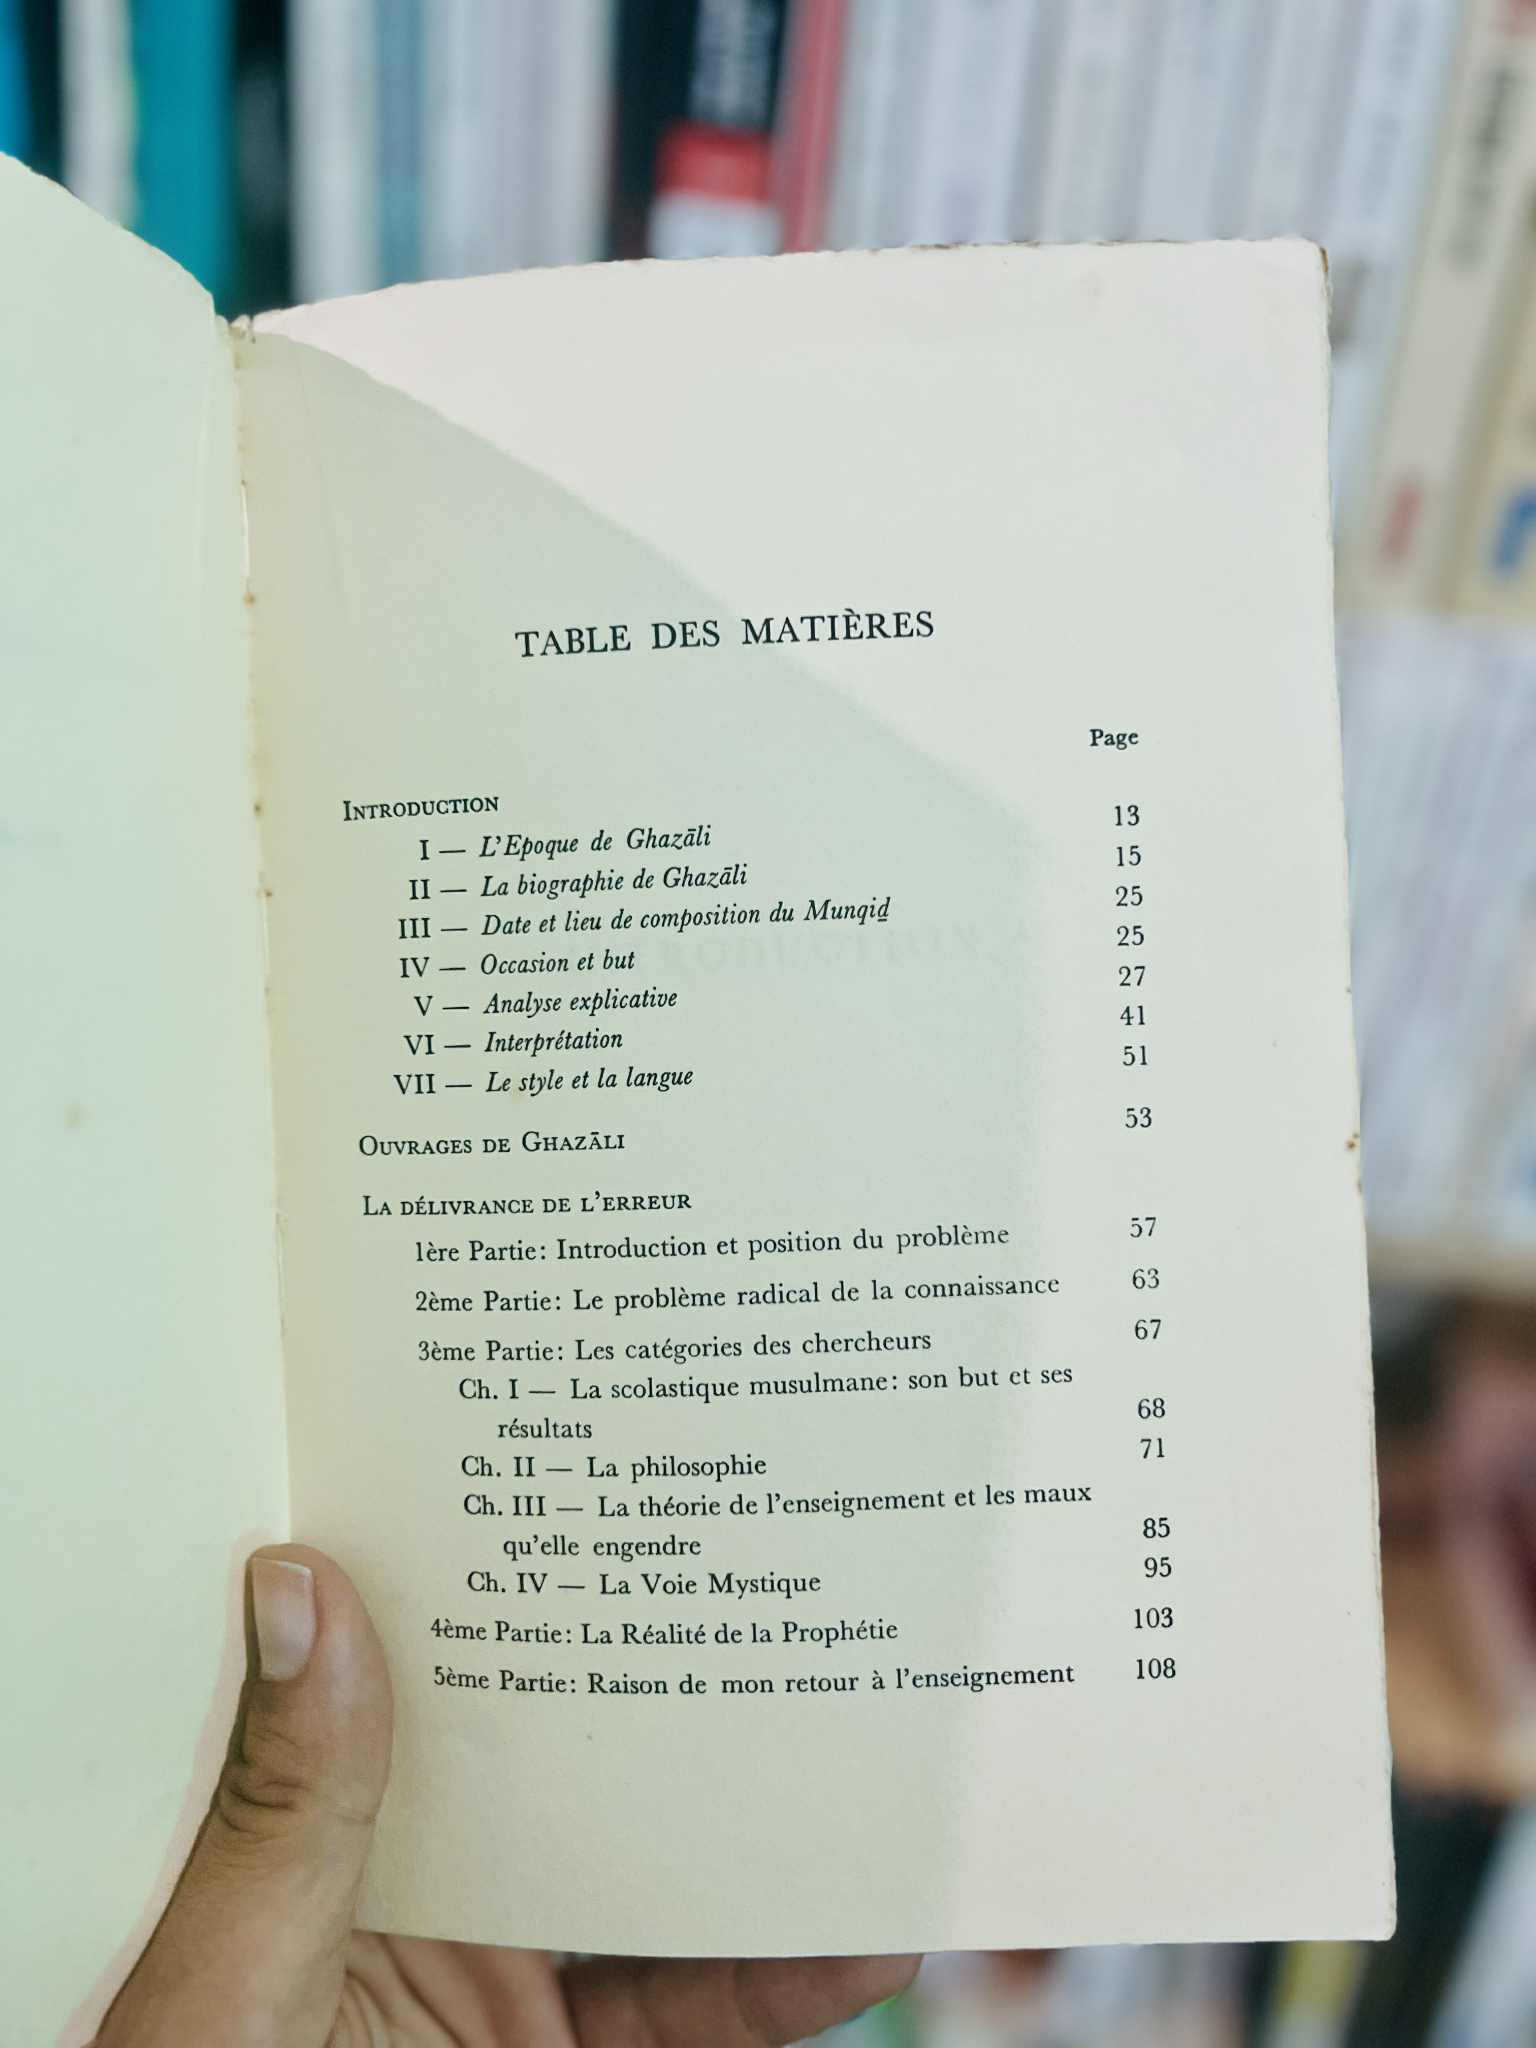 TABLE DES MATIÈRES
Page
INTRODUCTION
I — L'Epoque de Ghazāli 13
II — La biographie de Ghazāli 15
III — Date et lieu de composition du Munqiḏ 25
IV — Occasion et but 25
V — Analyse explicative 27
VI — Interprétation 41
VII — Le style et la langue 51
OUVRAGES DE GHAZĀLI 53
LA DÉLIVRANCE DE L'ERREUR
1ère Partie: Introduction et position du problème 57
2ème Partie: Le problème radical de la connaissance 63
3ème Partie: Les catégories des chercheurs 67
Ch. I — La scolastique musulmane: son but et ses
résultats 68
Ch. II — La philosophie 71
Ch. III — La théorie de l'enseignement et les maux
qu'elle engendre 85
Ch. IV — La Voie Mystique 95
4ème Partie: La Réalité de la Prophétie 103
5ème Partie: Raison de mon retour à l'enseignement 108